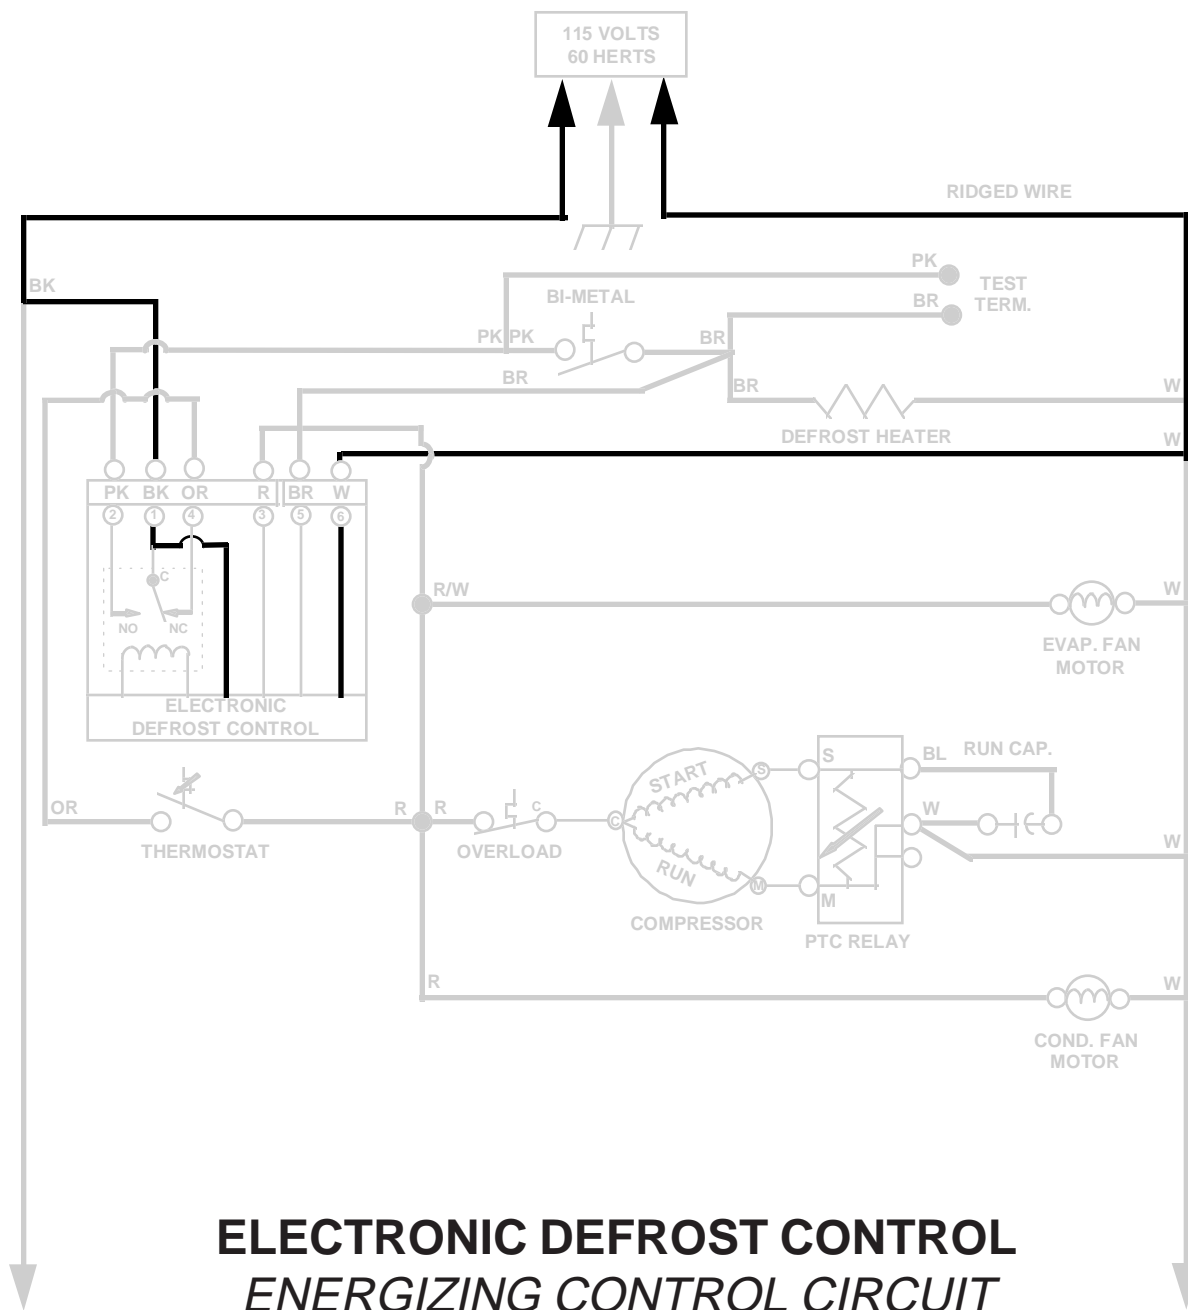 115 VOLTS
60 HERTS
RIDGED WIRE
BK
PK
TEST
TERM.
BR
BI-METAL
PK PK
BR
BR
BR
W
DEFROST HEATER
W
PK BK OR R BR W
2 1 4 3 5 6
C
NO NC
ELECTRONIC
DEFROST CONTROL
R/W
W
EVAP. FAN
MOTOR
OR
THERMOSTAT
R R
C
OVERLOAD
C
START
S
RUN
M
COMPRESSOR
S
M
PTC RELAY
BL
RUN CAP.
W
W
R
W
COND. FAN
MOTOR
ELECTRONIC DEFROST CONTROL
ENERGIZING CONTROL CIRCUIT